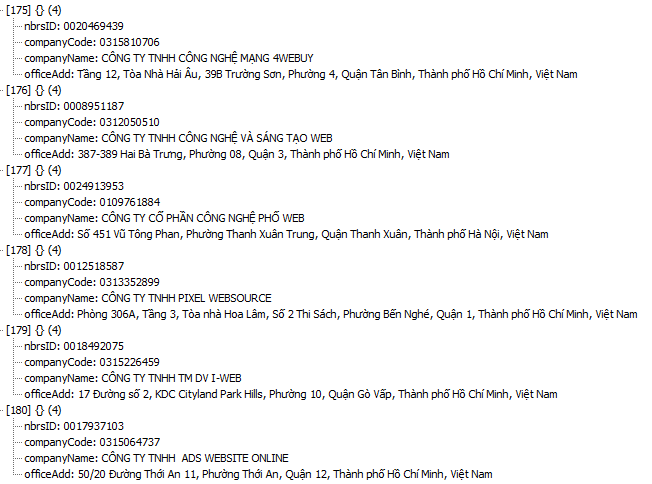 [175] {} (4)
nbrsID: 0020469439
companyCode: 0315810706
companyName: CÔNG TY TNHH CÔNG NGHỆ MẠNG 4WEBUY
officeAdd: Tầng 12, Tòa Nhà Hải Âu, 39B Trường Sơn, Phường 4, Quận Tân Bình, Thành phố Hồ Chí Minh, Việt Nam
[176] {} (4)
nbrsID: 0008951187
companyCode: 0312050510
companyName: CÔNG TY TNHH CÔNG NGHỆ VÀ SÁNG TẠO WEB
officeAdd: 387-389 Hai Bà Trưng, Phường 08, Quận 3, Thành phố Hồ Chí Minh, Việt Nam
[177] {} (4)
nbrsID: 0024913953
companyCode: 0109761884
companyName: CÔNG TY CỔ PHẦN CÔNG NGHỆ PHỐ WEB
officeAdd: Số 451 Vũ Tông Phan, Phường Thanh Xuân Trung, Quận Thanh Xuân, Thành phố Hà Nội, Việt Nam
[178] {} (4)
nbrsID: 0012518587
companyCode: 0313352899
companyName: CÔNG TY TNHH PIXEL WEBSOURCE
officeAdd: Phòng 306A, Tầng 3, Tòa nhà Hoa Lâm, Số 2 Thi Sách, Phường Bến Nghé, Quận 1, Thành phố Hồ Chí Minh, Việt Nam
[179] {} (4)
nbrsID: 0018492075
companyCode: 0315226459
companyName: CÔNG TY TNHH TM DV I-WEB
officeAdd: 17 Đường số 2, KDC Cityland Park Hills, Phường 10, Quận Gò Vấp, Thành phố Hồ Chí Minh, Việt Nam
[180] {} (4)
nbrsID: 0017937103
companyCode: 0315064737
companyName: CÔNG TY TNHH  ADS WEBSITE ONLINE
officeAdd: 50/20 Đường Thới An 11, Phường Thới An, Quận 12, Thành phố Hồ Chí Minh, Việt Nam